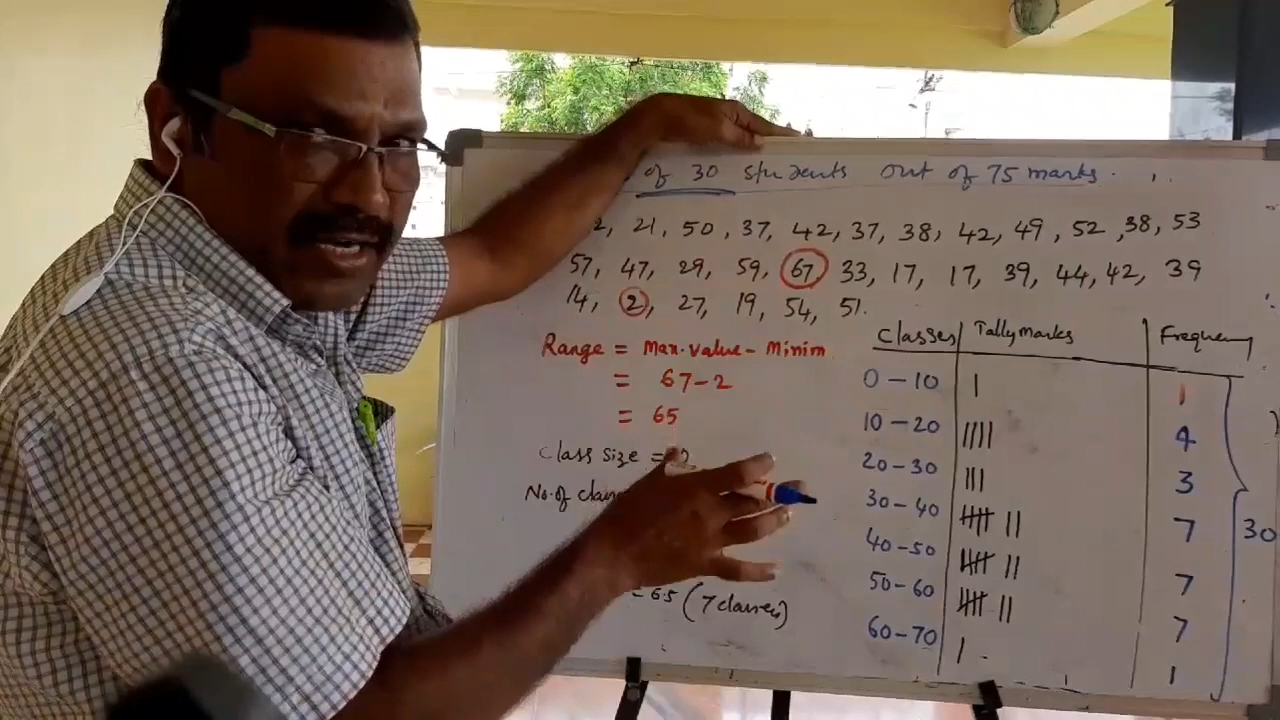 of 30 students out of 75 marks.
2, 21, 50, 37, 42, 37, 38, 42, 49, 52, 38, 53
57, 47, 29, 59, 67, 33, 17, 17, 39, 44, 42, 39
14, 2, 27, 19, 54, 51.
Range = Max.value - Minim
= 67-2
= 65
Class size =
No. of
= 6.5 (7 classes)
Classes Tally marks Frequency
0-10 | 1
10-20 |||| 4
20-30 ||| 3
30-40 |||| || 7
40-50 |||| || 7
50-60 |||| || 7
60-70 | 1
30